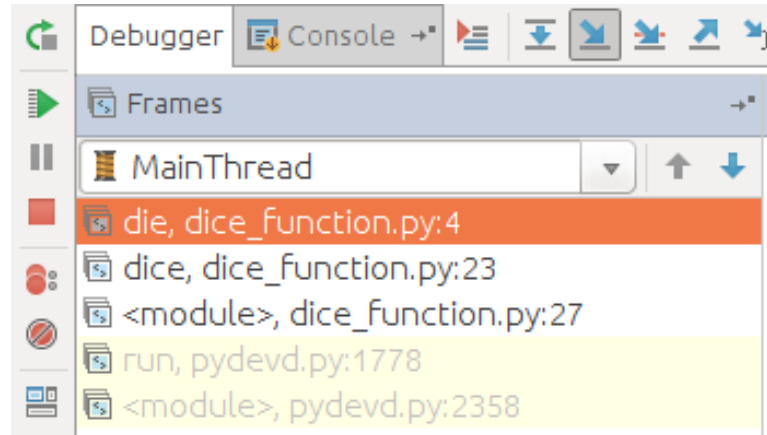 Debugger Console
Frames
MainThread
die, dice_function.py:4
dice, dice_function.py:23
<module>, dice_function.py:27
run, pydevd.py:1778
<module>, pydevd.py:2358